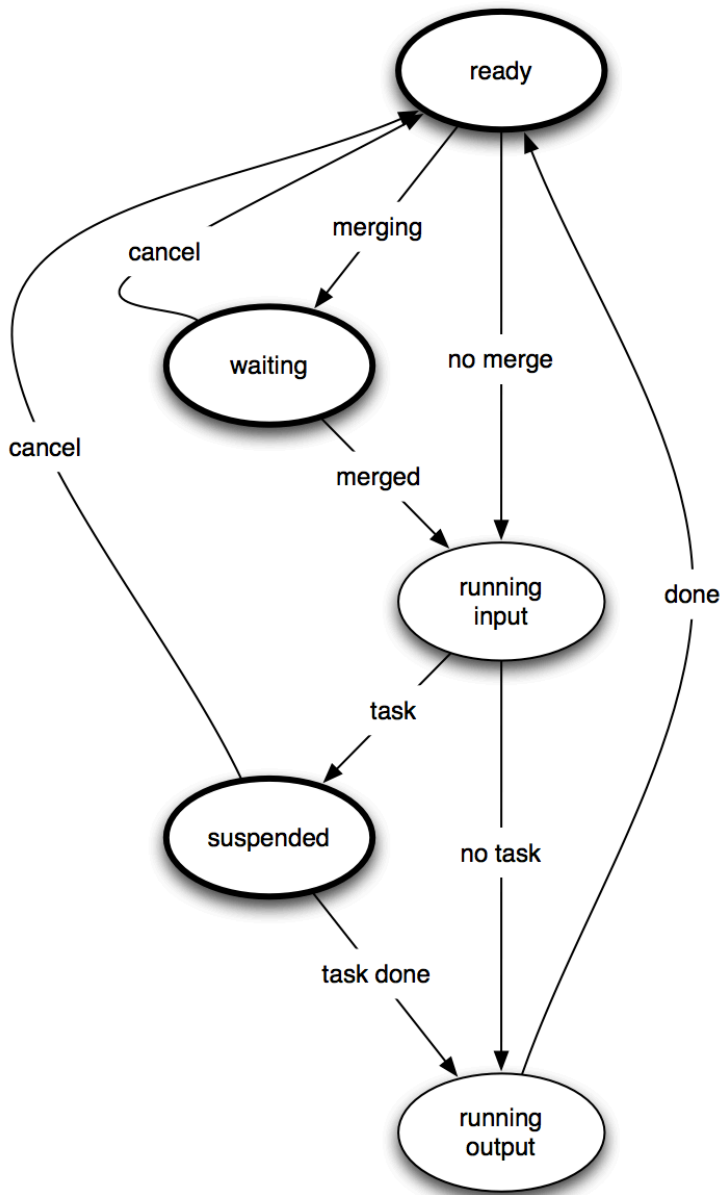 ready
merging
cancel
waiting
no merge
cancel
merged
running
input
done
task
suspended
no task
task done
running
output